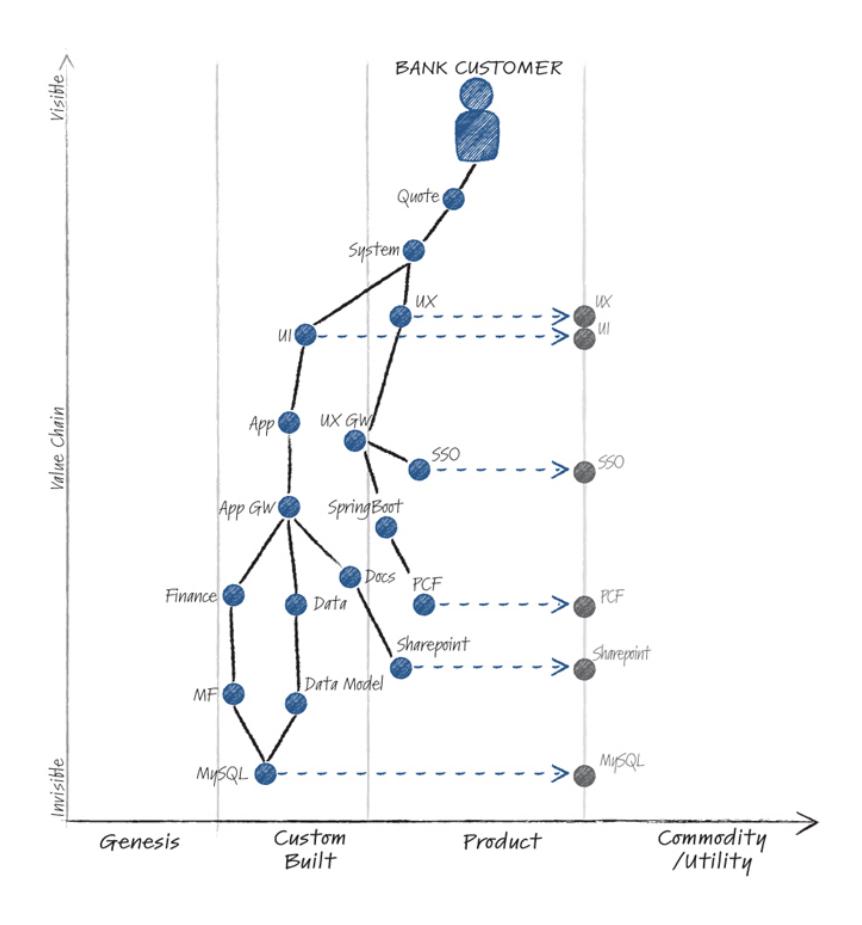 BANK CUSTOMER
Visible
Quote
System
UX
UX
UI
UI
Value Chain
App
UX GW
SSO
SSO
App GW
SpringBoot
Finance
Data
Docs
PCF
PCF
Sharepoint
Sharepoint
MF
Data Model
MySQL
MySQL
Invisible
Genesis
Custom
Built
Product
Commodity
/Utility